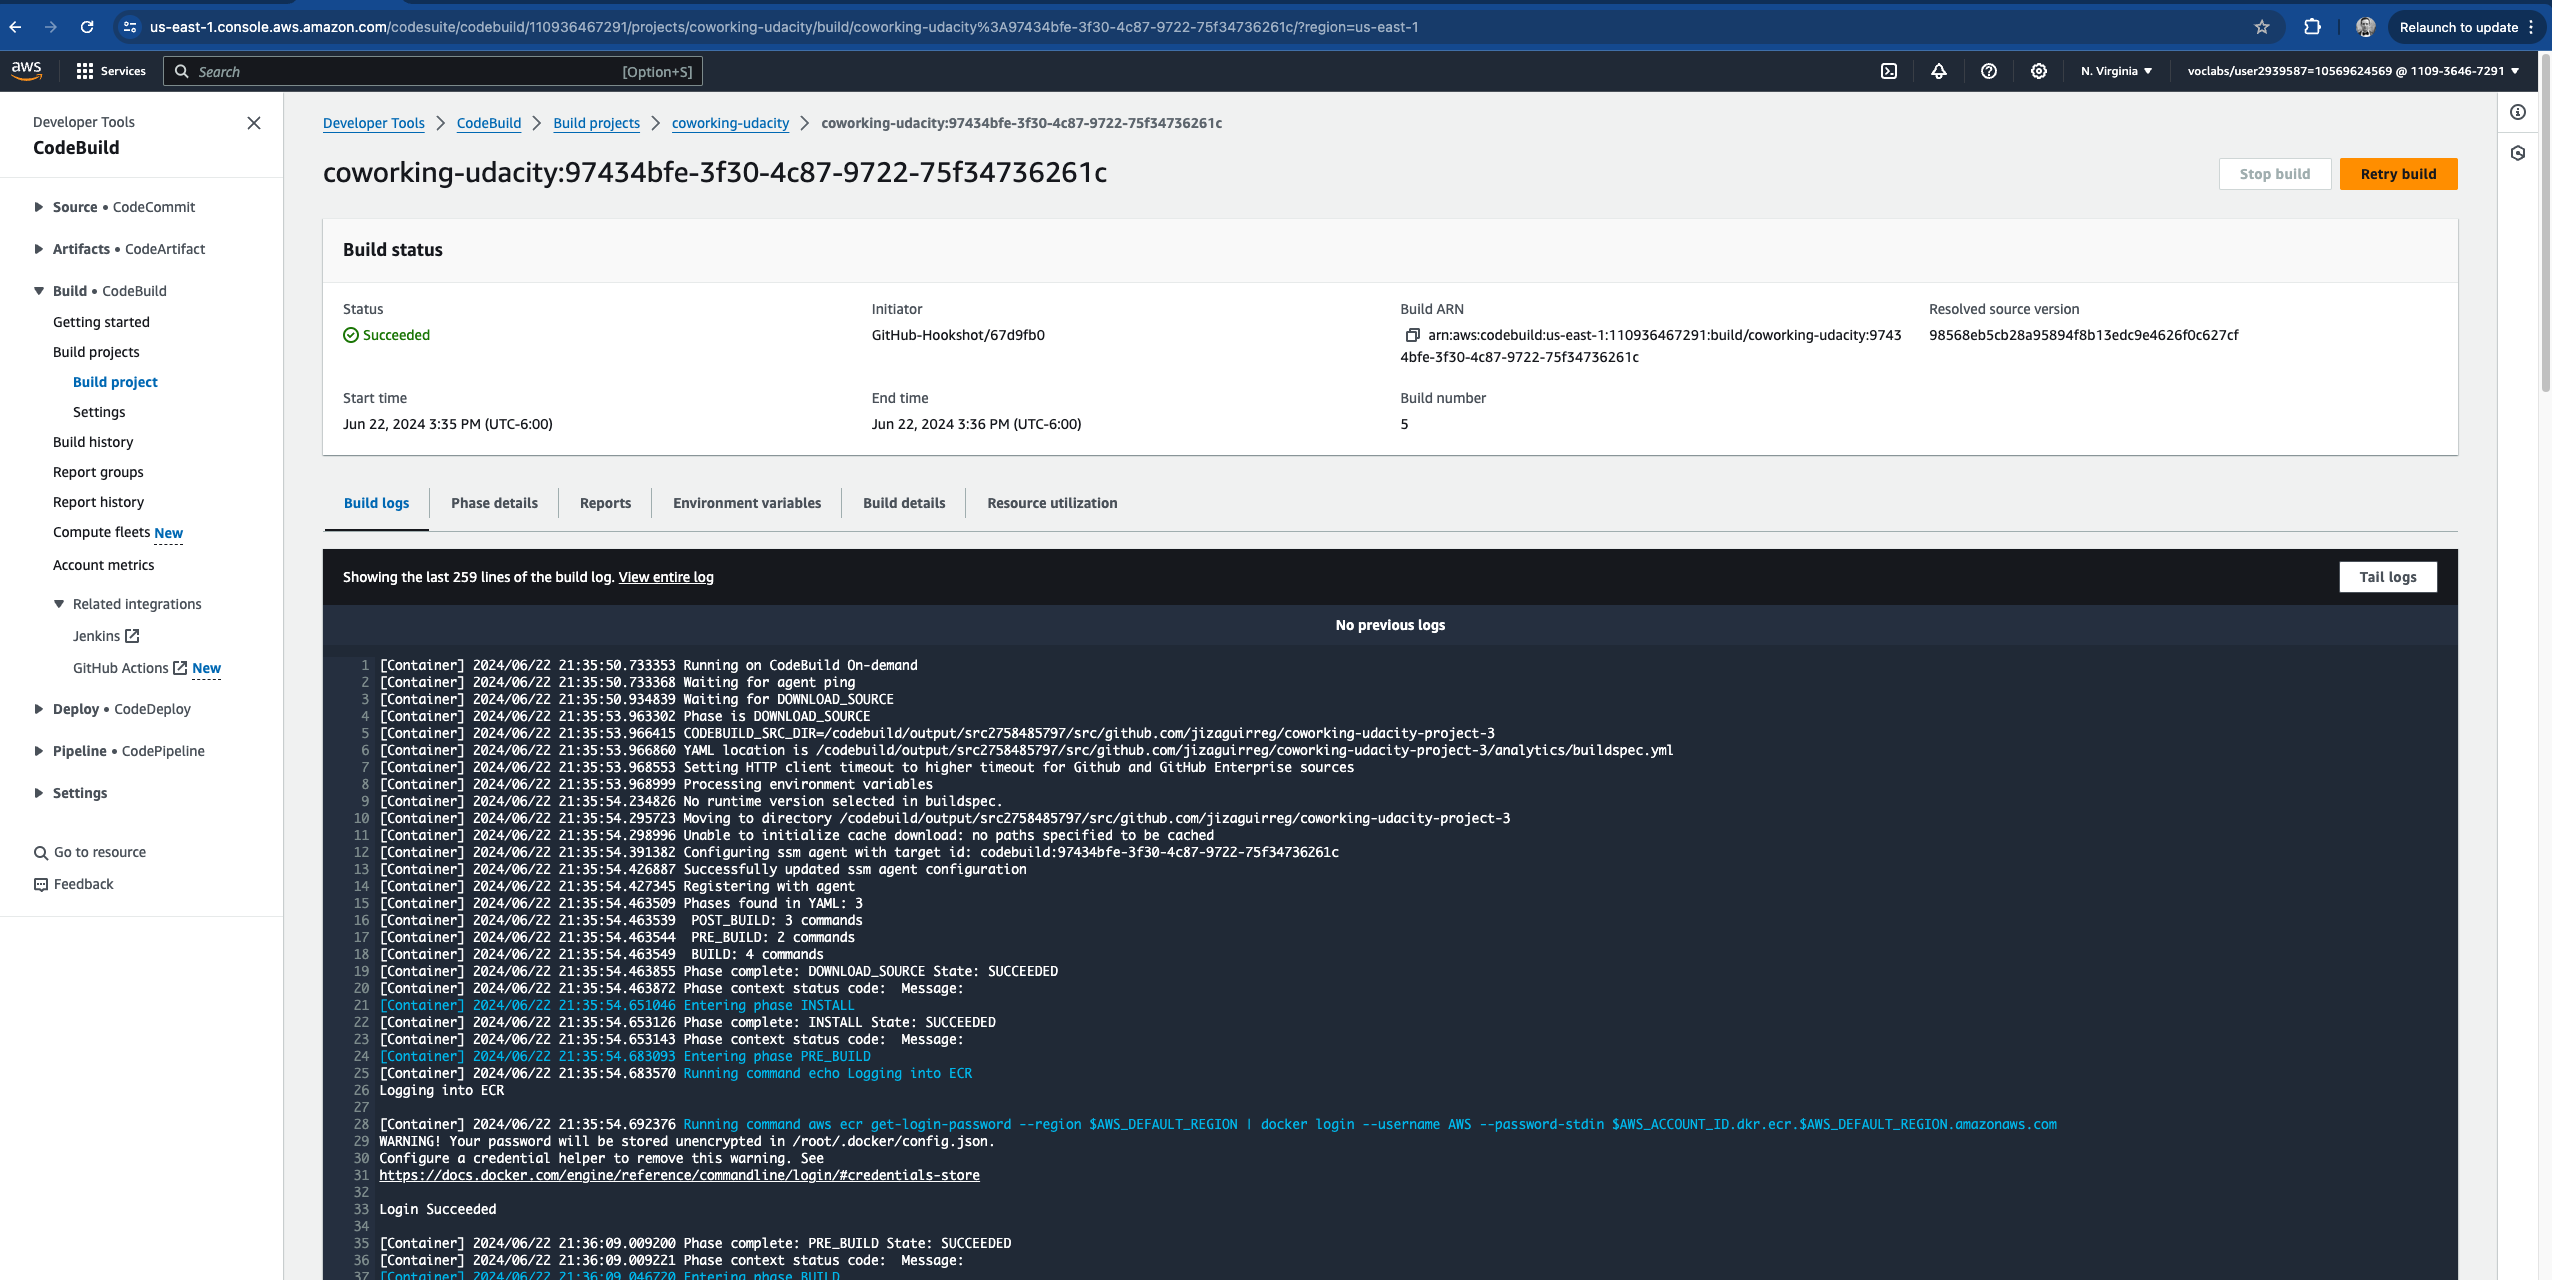 us-east-1.console.aws.amazon.com/codesuite/codebuild/110936467291/projects/coworking-udacity/build/coworking-udacity%3A97434bfe-3f30-4c87-9722-75f34736261c/?region=us-east-1
Relaunch to update
aws
Services
Search
[Option+S]
N. Virginia
voclabs/user2939587=10569624569 @ 1109-3646-7291
Developer Tools
CodeBuild
Source • CodeCommit
Artifacts • CodeArtifact
Build • CodeBuild
Getting started
Build projects
Build project
Settings
Build history
Report groups
Report history
Compute fleets New
Account metrics
Related integrations
Jenkins
GitHub Actions New
Deploy • CodeDeploy
Pipeline • CodePipeline
Settings
Go to resource
Feedback
Developer Tools > CodeBuild > Build projects > coworking-udacity > coworking-udacity:97434bfe-3f30-4c87-9722-75f34736261c
coworking-udacity:97434bfe-3f30-4c87-9722-75f34736261c
Stop build
Retry build
Build status
Status
Succeeded
Initiator
GitHub-Hookshot/67d9fb0
Build ARN
arn:aws:codebuild:us-east-1:110936467291:build/coworking-udacity:9743
4bfe-3f30-4c87-9722-75f34736261c
Resolved source version
98568eb5cb28a95894f8b13edc9e4626f0c627cf
Start time
Jun 22, 2024 3:35 PM (UTC-6:00)
End time
Jun 22, 2024 3:36 PM (UTC-6:00)
Build number
5
Build logs
Phase details
Reports
Environment variables
Build details
Resource utilization
Showing the last 259 lines of the build log. View entire log
Tail logs
No previous logs
1 [Container] 2024/06/22 21:35:50.733353 Running on CodeBuild On-demand
2 [Container] 2024/06/22 21:35:50.733368 Waiting for agent ping
3 [Container] 2024/06/22 21:35:50.934839 Waiting for DOWNLOAD_SOURCE
4 [Container] 2024/06/22 21:35:53.963302 Phase is DOWNLOAD_SOURCE
5 [Container] 2024/06/22 21:35:53.966415 CODEBUILD_SRC_DIR=/codebuild/output/src2758485797/src/github.com/jizaguirreg/coworking-udacity-project-3
6 [Container] 2024/06/22 21:35:53.966860 YAML location is /codebuild/output/src2758485797/src/github.com/jizaguirreg/coworking-udacity-project-3/analytics/buildspec.yml
7 [Container] 2024/06/22 21:35:53.968553 Setting HTTP client timeout to higher timeout for Github and GitHub Enterprise sources
8 [Container] 2024/06/22 21:35:53.968999 Processing environment variables
9 [Container] 2024/06/22 21:35:54.234826 No runtime version selected in buildspec.
10 [Container] 2024/06/22 21:35:54.295723 Moving to directory /codebuild/output/src2758485797/src/github.com/jizaguirreg/coworking-udacity-project-3
11 [Container] 2024/06/22 21:35:54.298996 Unable to initialize cache download: no paths specified to be cached
12 [Container] 2024/06/22 21:35:54.391382 Configuring ssm agent with target id: codebuild:97434bfe-3f30-4c87-9722-75f34736261c
13 [Container] 2024/06/22 21:35:54.426887 Successfully updated ssm agent configuration
14 [Container] 2024/06/22 21:35:54.427345 Registering with agent
15 [Container] 2024/06/22 21:35:54.463509 Phases found in YAML: 3
16 [Container] 2024/06/22 21:35:54.463539  POST_BUILD: 3 commands
17 [Container] 2024/06/22 21:35:54.463544  PRE_BUILD: 2 commands
18 [Container] 2024/06/22 21:35:54.463549  BUILD: 4 commands
19 [Container] 2024/06/22 21:35:54.463855 Phase complete: DOWNLOAD_SOURCE State: SUCCEEDED
20 [Container] 2024/06/22 21:35:54.463872 Phase context status code:  Message:
21 [Container] 2024/06/22 21:35:54.651046 Entering phase INSTALL
22 [Container] 2024/06/22 21:35:54.653126 Phase complete: INSTALL State: SUCCEEDED
23 [Container] 2024/06/22 21:35:54.653143 Phase context status code:  Message:
24 [Container] 2024/06/22 21:35:54.683093 Entering phase PRE_BUILD
25 [Container] 2024/06/22 21:35:54.683570 Running command echo Logging into ECR
26 Logging into ECR
27
28 [Container] 2024/06/22 21:35:54.692376 Running command aws ecr get-login-password --region $AWS_DEFAULT_REGION | docker login --username AWS --password-stdin $AWS_ACCOUNT_ID.dkr.ecr.$AWS_DEFAULT_REGION.amazonaws.com
29 WARNING! Your password will be stored unencrypted in /root/.docker/config.json.
30 Configure a credential helper to remove this warning. See
31 https://docs.docker.com/engine/reference/commandline/login/#credentials-store
32
33 Login Succeeded
34
35 [Container] 2024/06/22 21:36:09.009200 Phase complete: PRE_BUILD State: SUCCEEDED
36 [Container] 2024/06/22 21:36:09.009221 Phase context status code:  Message:
37 [Container] 2024/06/22 21:36:09.046720 Entering phase BUILD